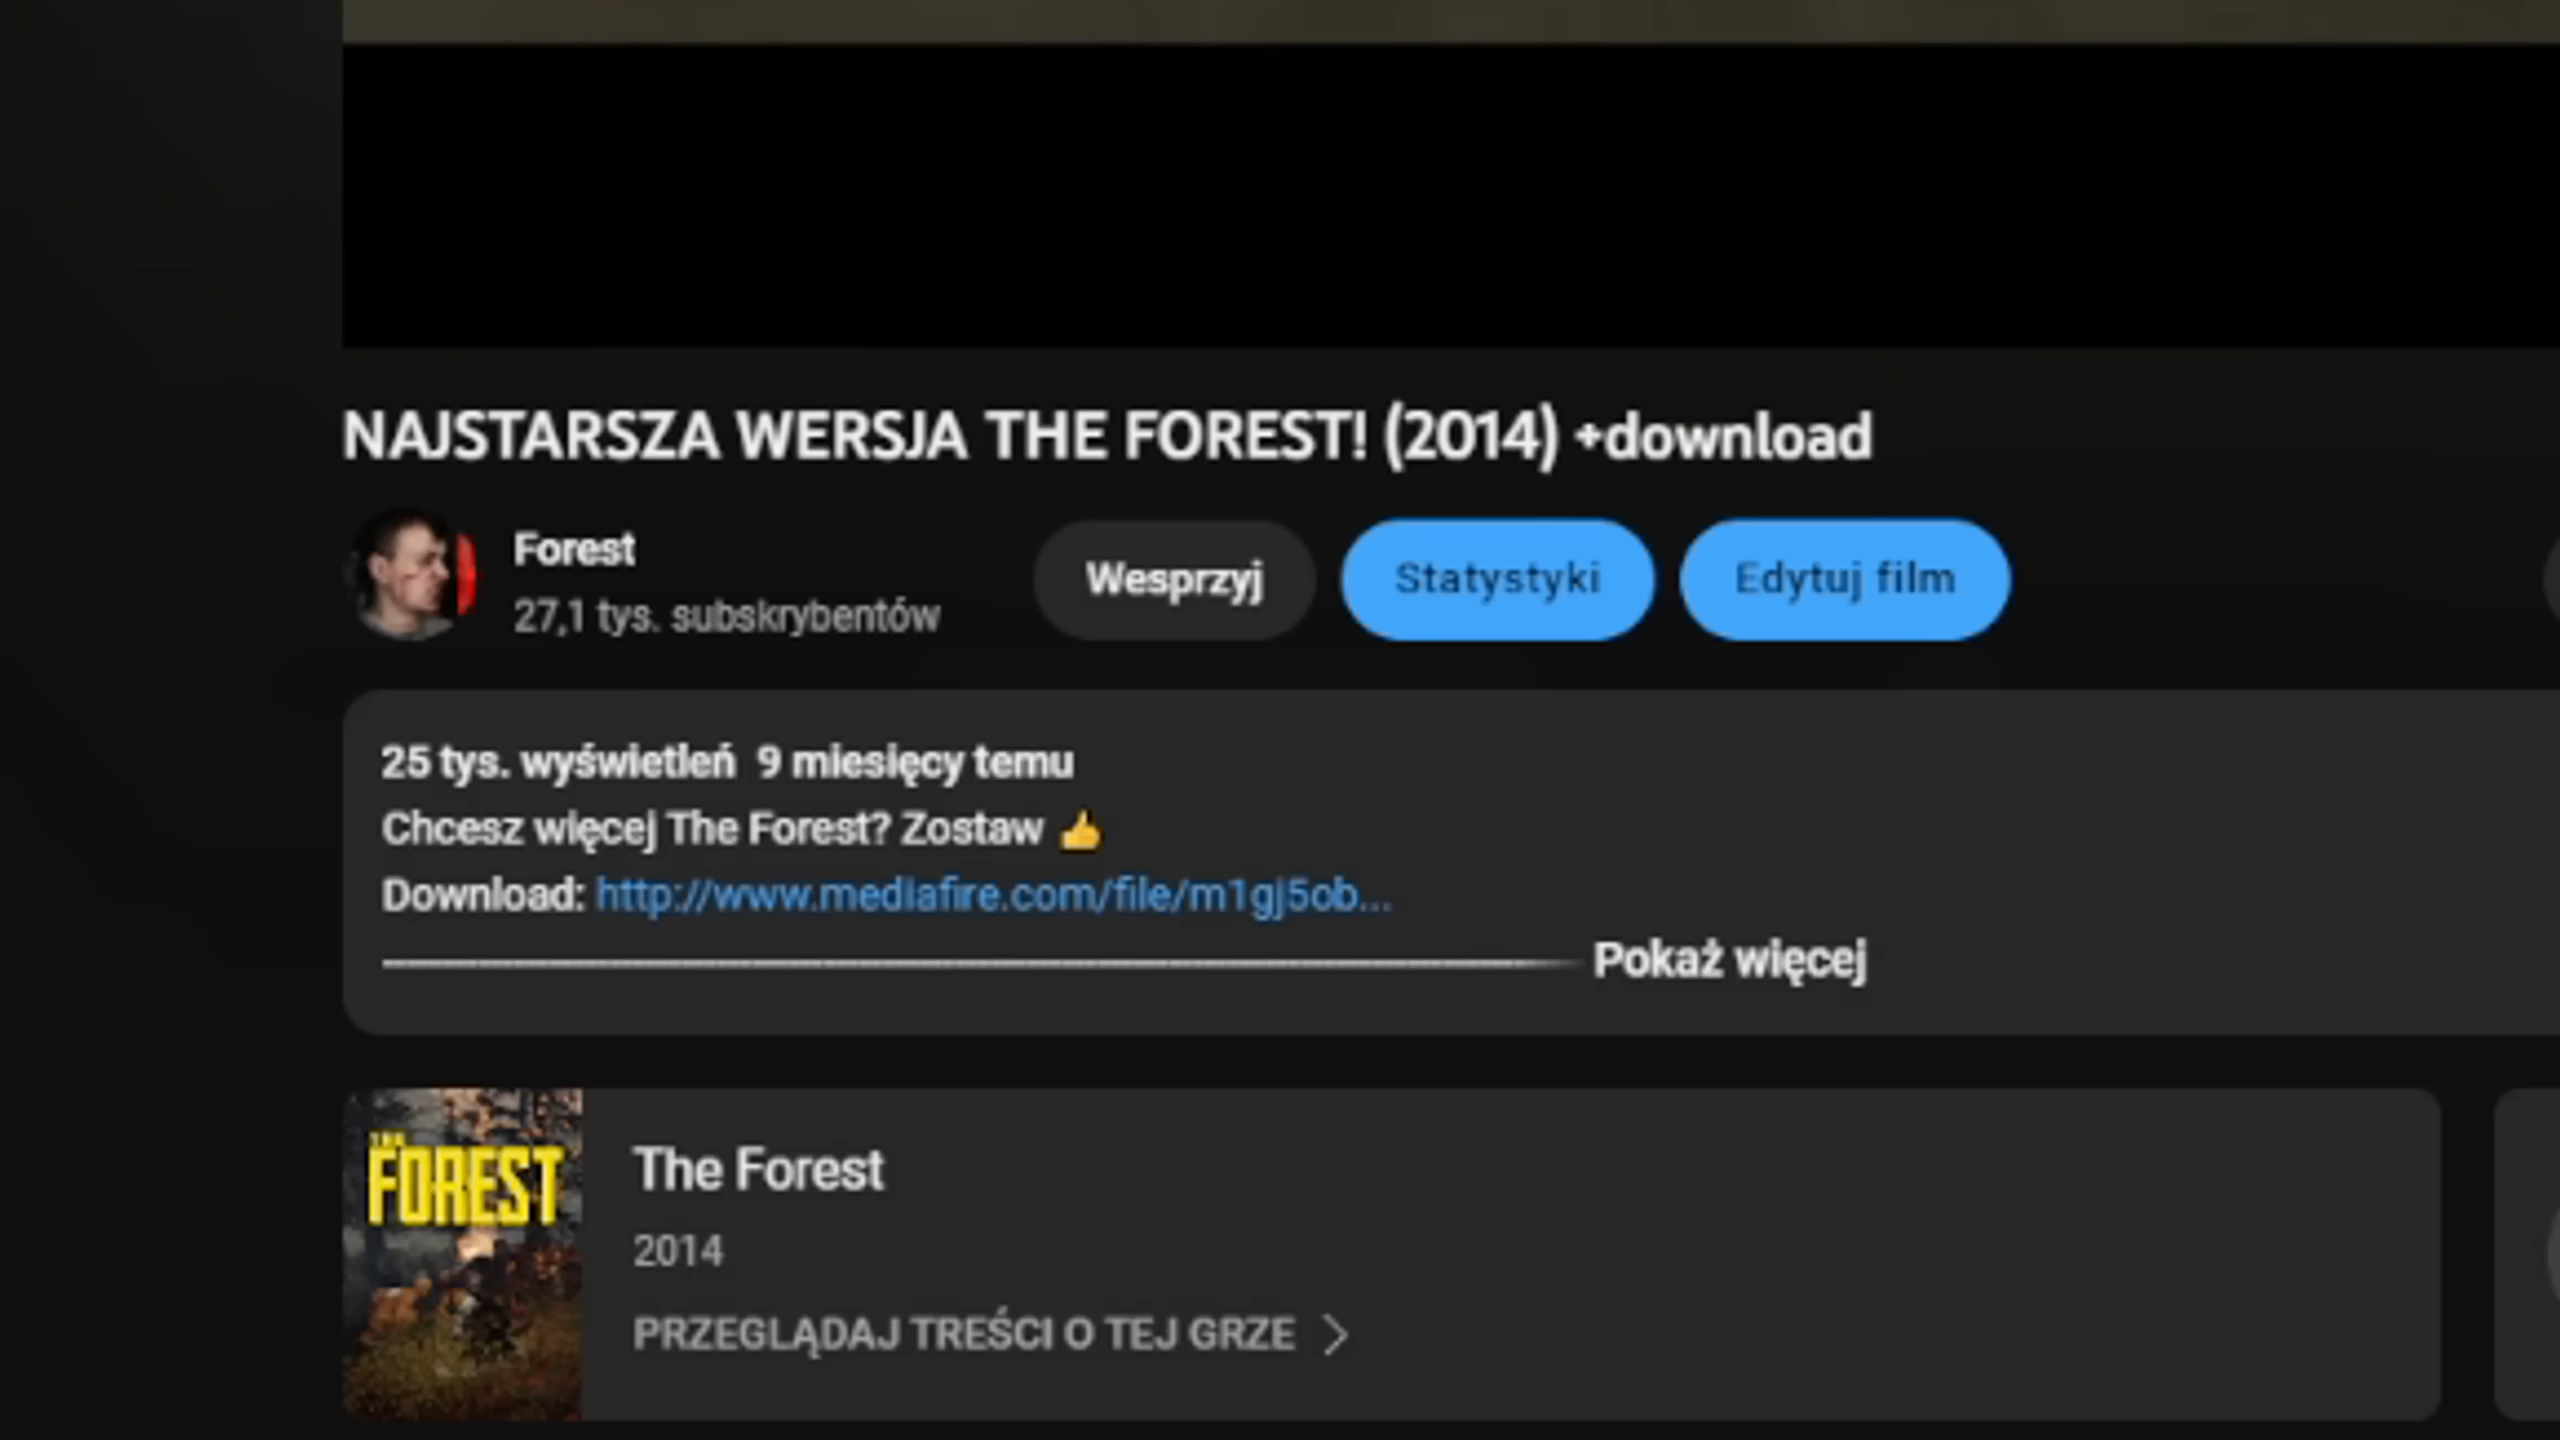 NAJSTARSZA WERSJA THE FOREST! (2014) +download
Forest
27,1 tys. subskrybentów
Wesprzyj
Statystyki
Edytuj film
25 tys. wyświetleń 9 miesięcy temu
Chcesz więcej The Forest? Zostaw 👍
Download: http://www.mediafire.com/file/m1gj5ob...
Pokaż więcej
THE
FOREST
The Forest
2014
PRZEGLĄDAJ TREŚCI O TEJ GRZE